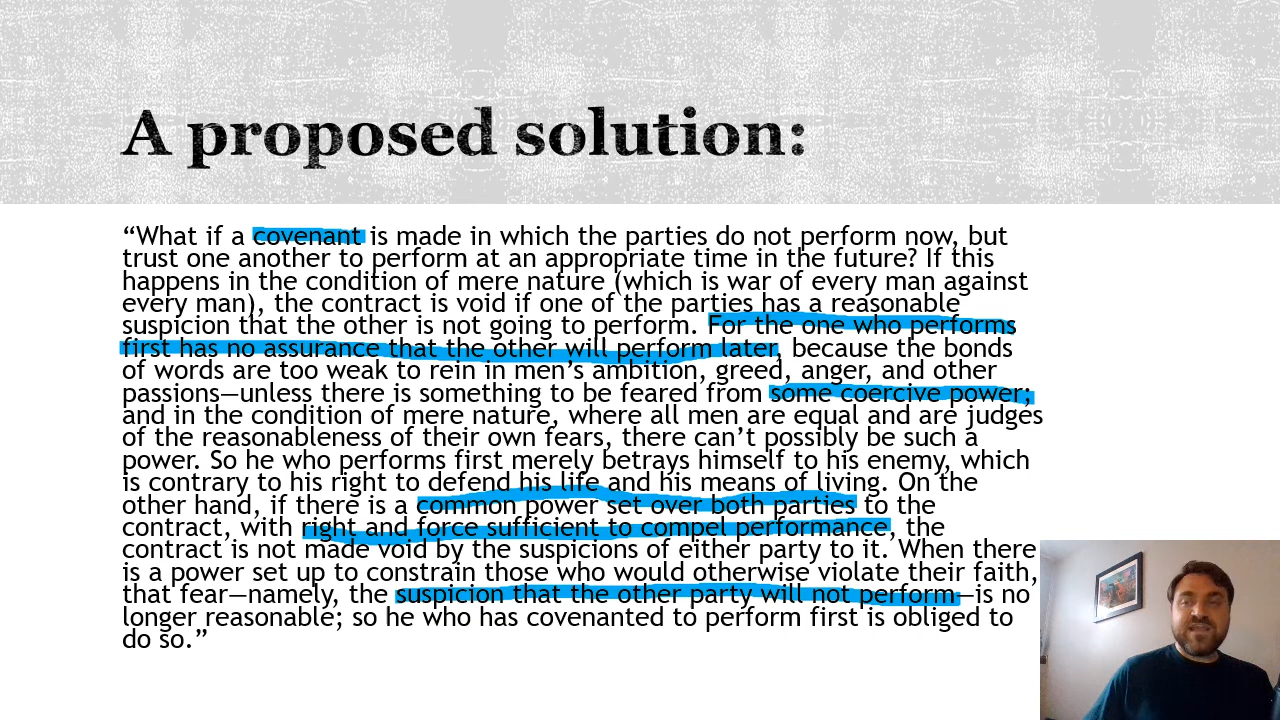 A proposed solution:
“What if a covenant is made in which the parties do not perform now, but
trust one another to perform at an appropriate time in the future? If this
happens in the condition of mere nature (which is war of every man against
every man), the contract is void if one of the parties has a reasonable
suspicion that the other is not going to perform. For the one who performs
first has no assurance that the other will perform later, because the bonds
of words are too weak to rein in men’s ambition, greed, anger, and other
passions—unless there is something to be feared from some coercive power;
and in the condition of mere nature, where all men are equal and are judges
of the reasonableness of their own fears, there can’t possibly be such a
power. So he who performs first merely betrays himself to his enemy, which
is contrary to his right to defend his life and his means of living. On the
other hand, if there is a common power set over both parties to the
contract, with right and force sufficient to compel performance, the
contract is not made void by the suspicions of either party to it. When there
is a power set up to constrain those who would otherwise violate their faith,
that fear—namely, the suspicion that the other party will not perform—is no
longer reasonable; so he who has covenanted to perform first is obliged to
do so.”